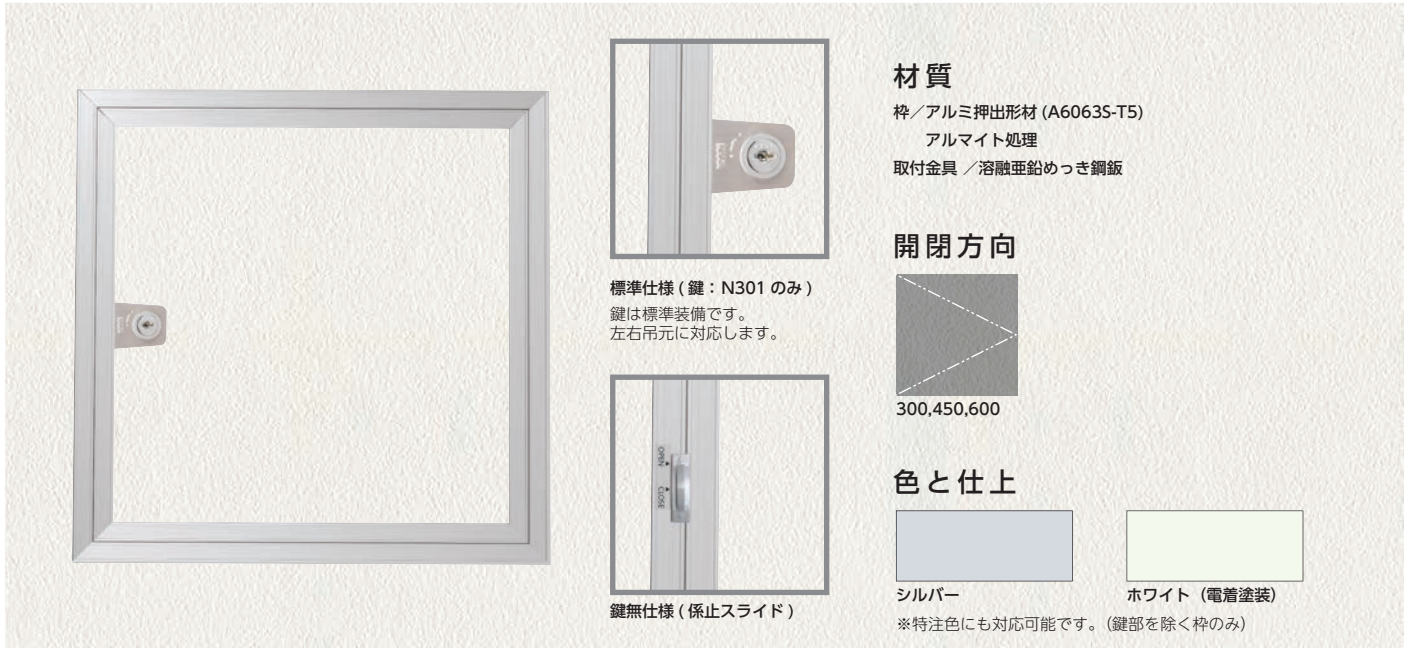 標準仕様 ( 鍵：N301 のみ )
鍵は標準装備です。
左右吊元に対応します。
OPEN
CLOSE
鍵無仕様 ( 係止スライド )
材質
枠／アルミ押出形材 (A6063S-T5)
アルマイト処理
取付金具 ／溶融亜鉛めっき鋼鈑
開閉方向
300,450,600
色と仕上
シルバー
ホワイト（電着塗装）
※特注色にも対応可能です。（鍵部を除く枠のみ）